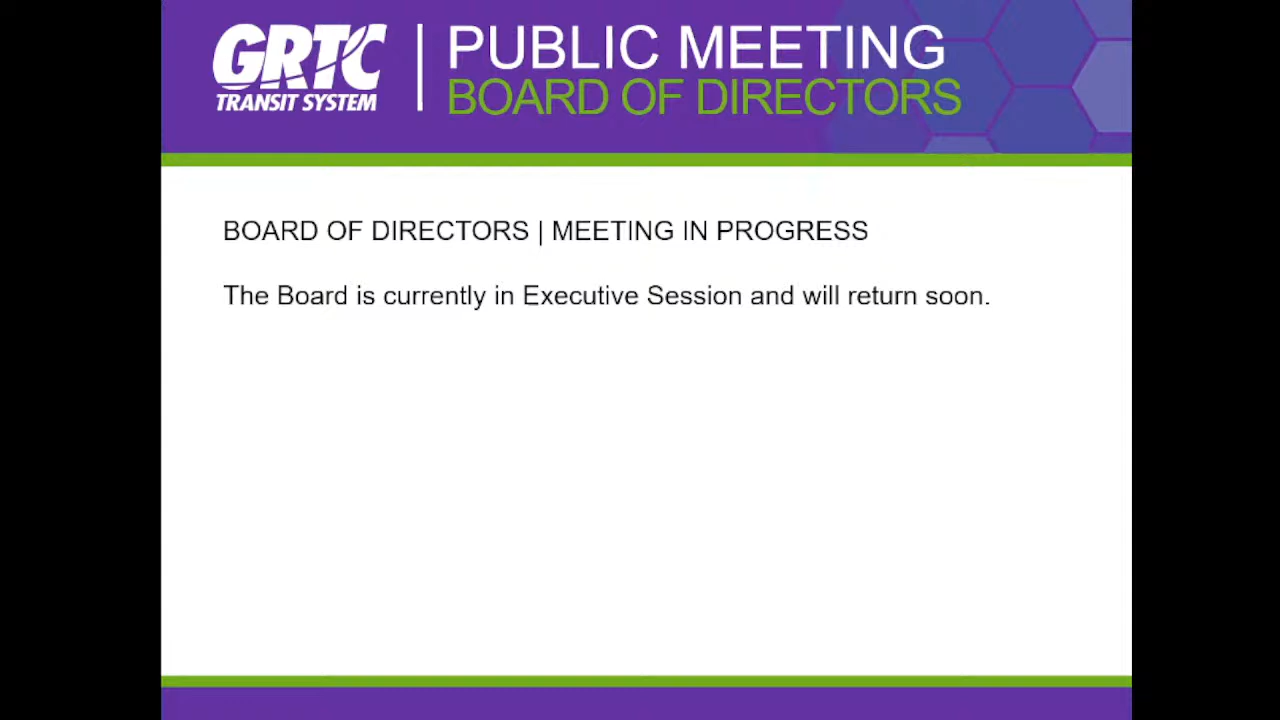 GRTC
TRANSIT SYSTEM
PUBLIC MEETING
BOARD OF DIRECTORS
BOARD OF DIRECTORS | MEETING IN PROGRESS
The Board is currently in Executive Session and will return soon.